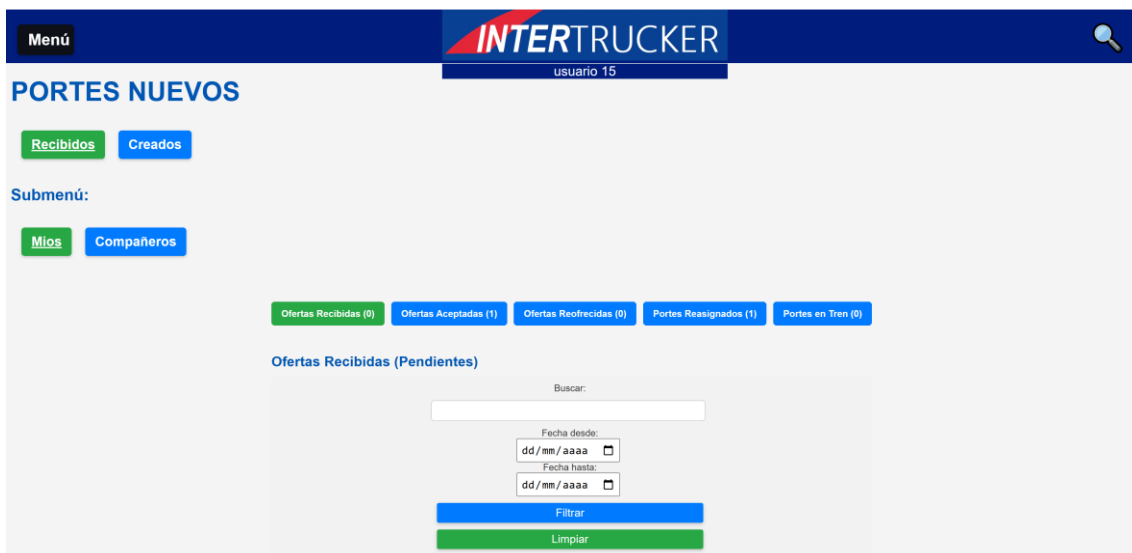 Menú
INTERTRUCKER
usuario 15
PORTES NUEVOS
Recibidos Creados
Submenú:
Mios Compañeros
Ofertas Recibidas (0) Ofertas Aceptadas (1) Ofertas Reofrecidas (0) Portes Reasignados (1) Portes en Tren (0)
Ofertas Recibidas (Pendientes)
Buscar:
Fecha desde:
dd/mm/aaaa
Fecha hasta:
dd/mm/aaaa
Filtrar
Limpiar